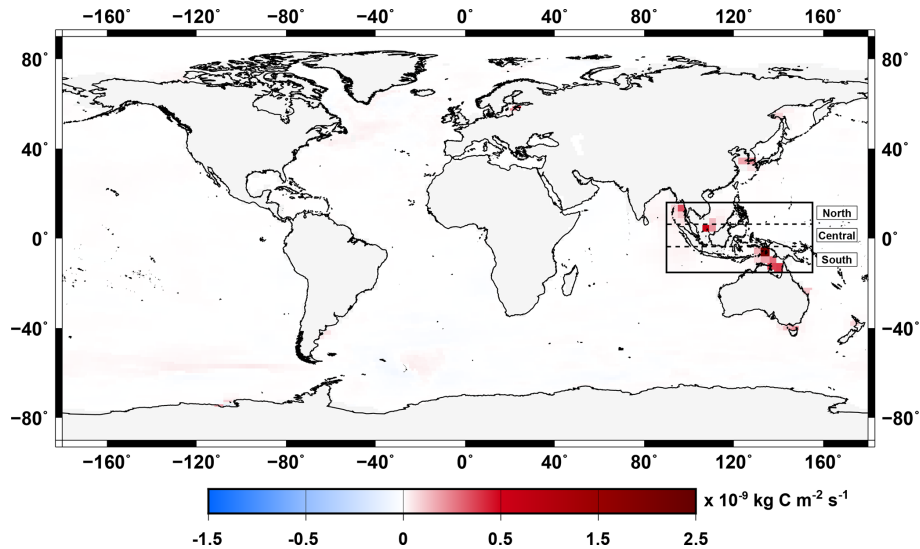 −160˚ −120˚ −80˚ −40˚ 0˚ 40˚ 80˚ 120˚ 160˚
80˚ 80˚
40˚ 40˚
North
0˚ Central 0˚
South
−40˚ −40˚
−80˚ −80˚
−160˚ −120˚ −80˚ −40˚ 0˚ 40˚ 80˚ 120˚ 160˚
x 10⁻⁹ kg C m⁻² s⁻¹
-1.5 -0.5 0 0.5 1.5 2.5